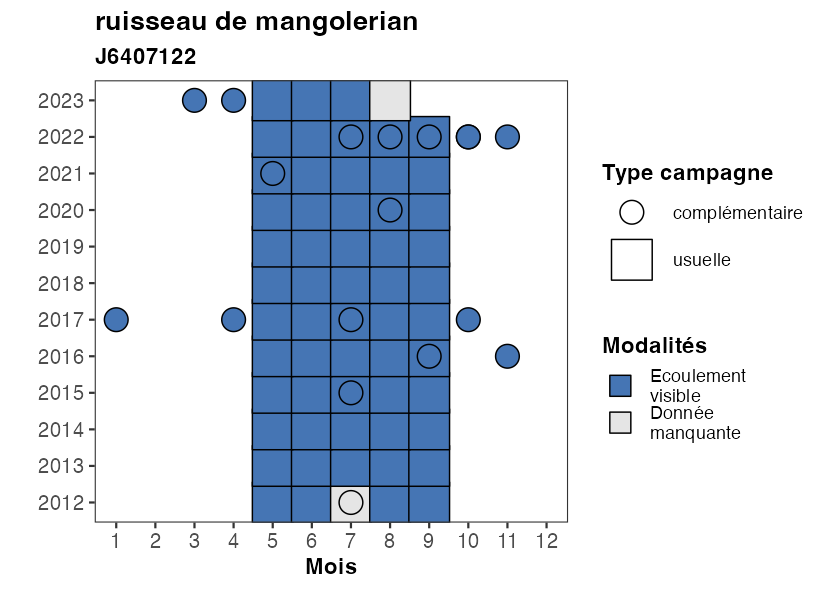 ruisseau de mangolerian
J6407122
2023
2022
2021
2020
2019
2018
2017
2016
2015
2014
2013
2012
1 2 3 4 5 6 7 8 9 10 11 12
Mois
Type campagne
complémentaire
usuelle
Modalités
Ecoulement
visible
Donnée
manquante